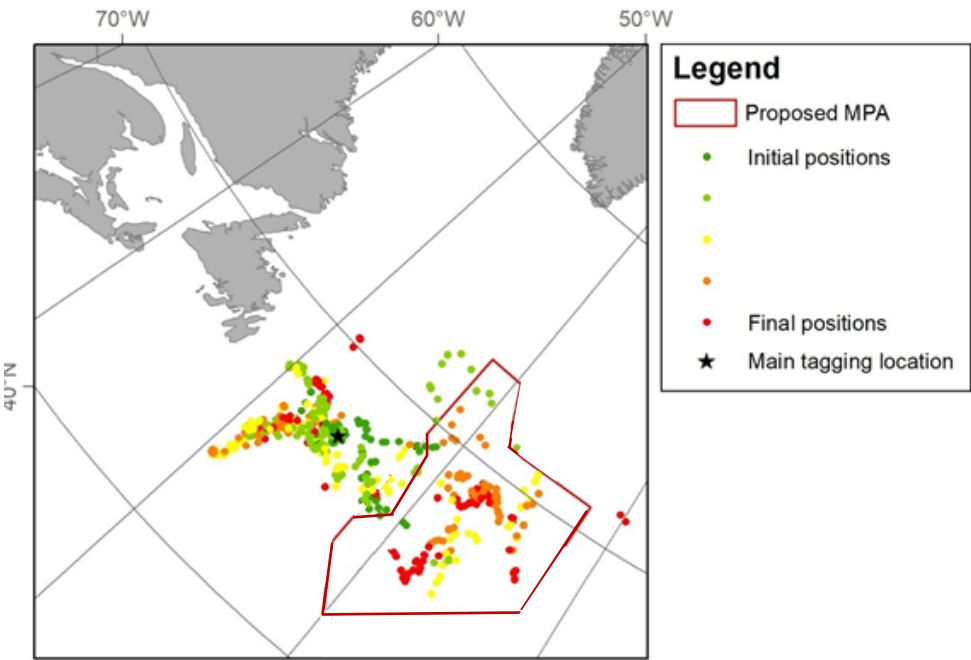 70°W 60°W 50°W
Legend
Proposed MPA
Initial positions
Final positions
Main tagging location
40°N